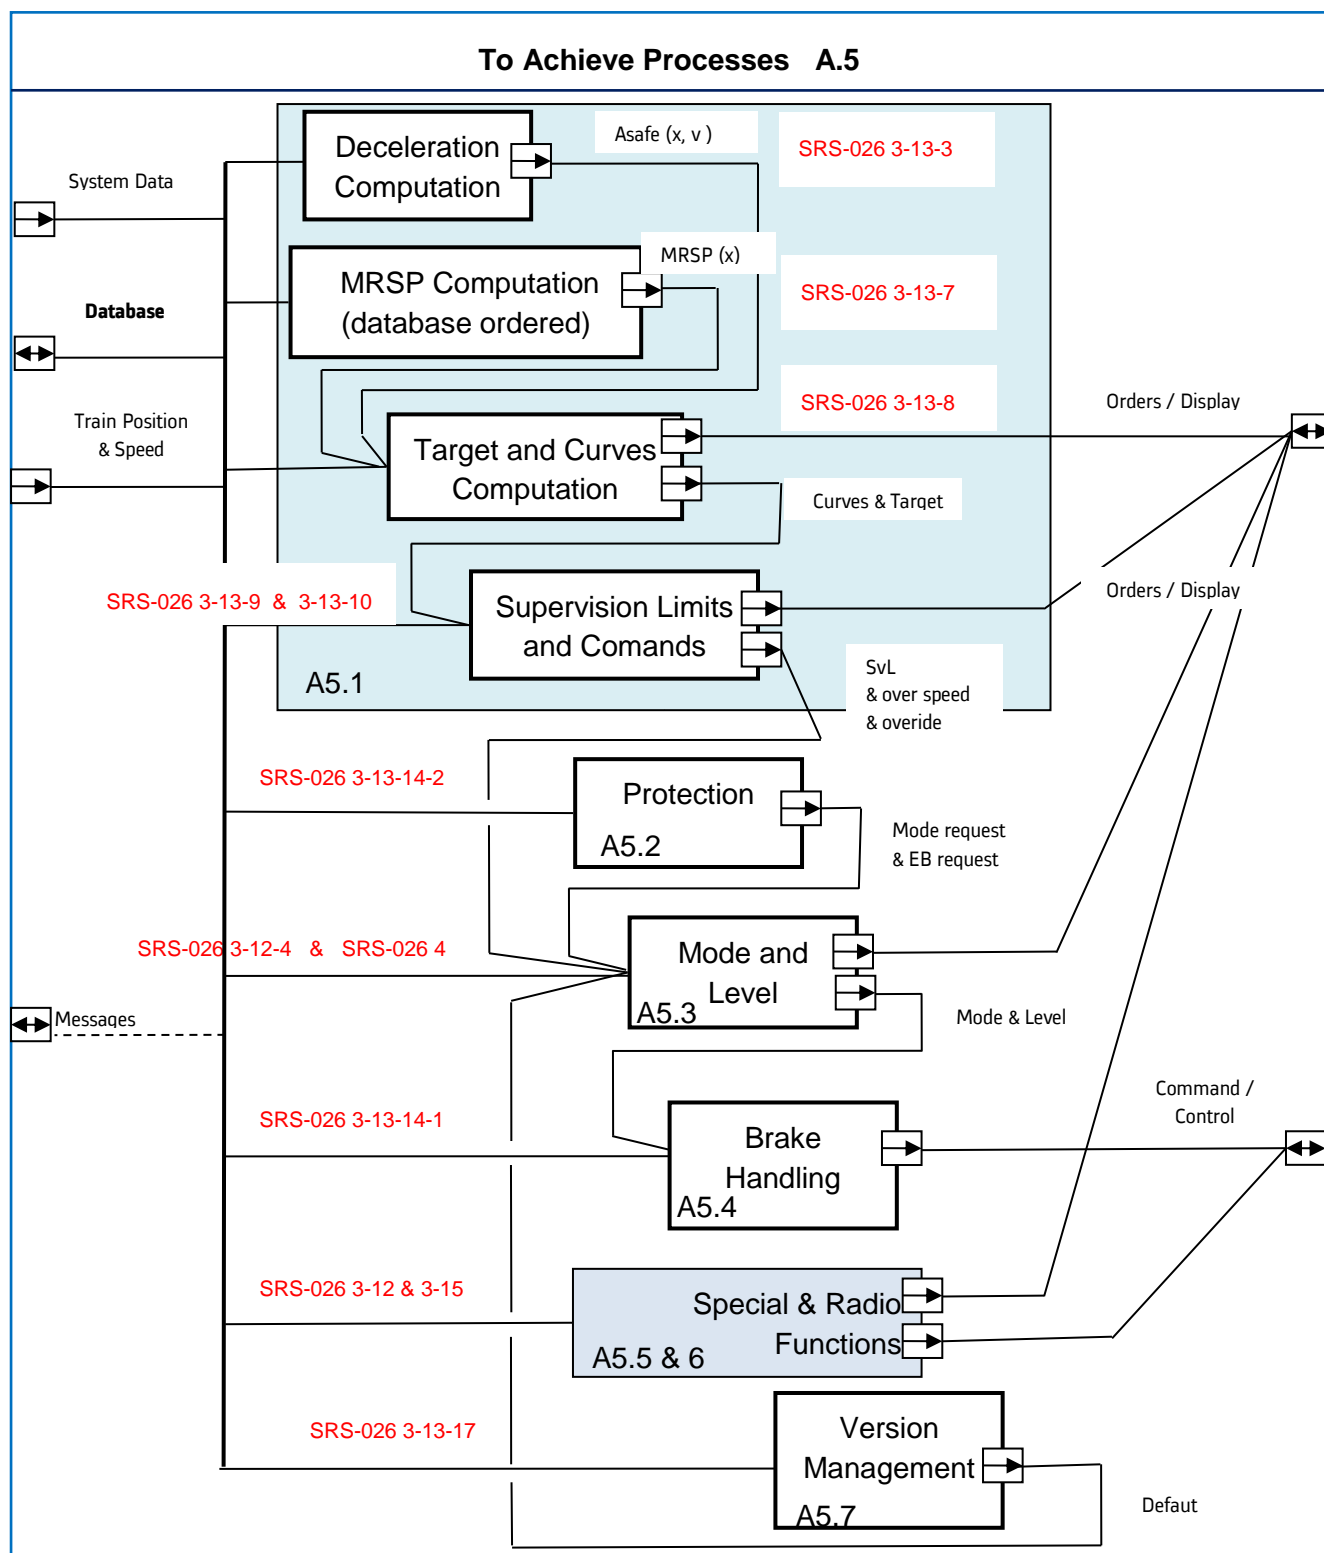 To Achieve Processes A.5
Deceleration
Computation
Asafe (x, v )
SRS-026 3-13-3
System Data
MRSP (x)
MRSP Computation
(database ordered)
SRS-026 3-13-7
Database
SRS-026 3-13-8
Orders / Display
Train Position
& Speed
Target and Curves
Computation
Curves & Target
SRS-026 3-13-9 & 3-13-10
Supervision Limits
and Comands
Orders / Display
A5.1
SvL
& over speed
& overide
SRS-026 3-13-14-2
Protection
A5.2
Mode request
& EB request
SRS-026 3-12-4 & SRS-026 4
Mode and
Level
A5.3
Messages
Mode & Level
SRS-026 3-13-14-1
Brake
Handling
A5.4
Command /
Control
SRS-026 3-12 & 3-15
Special & Radio
Functions
A5.5 & 6
SRS-026 3-13-17
Version
Management
A5.7
Defaut